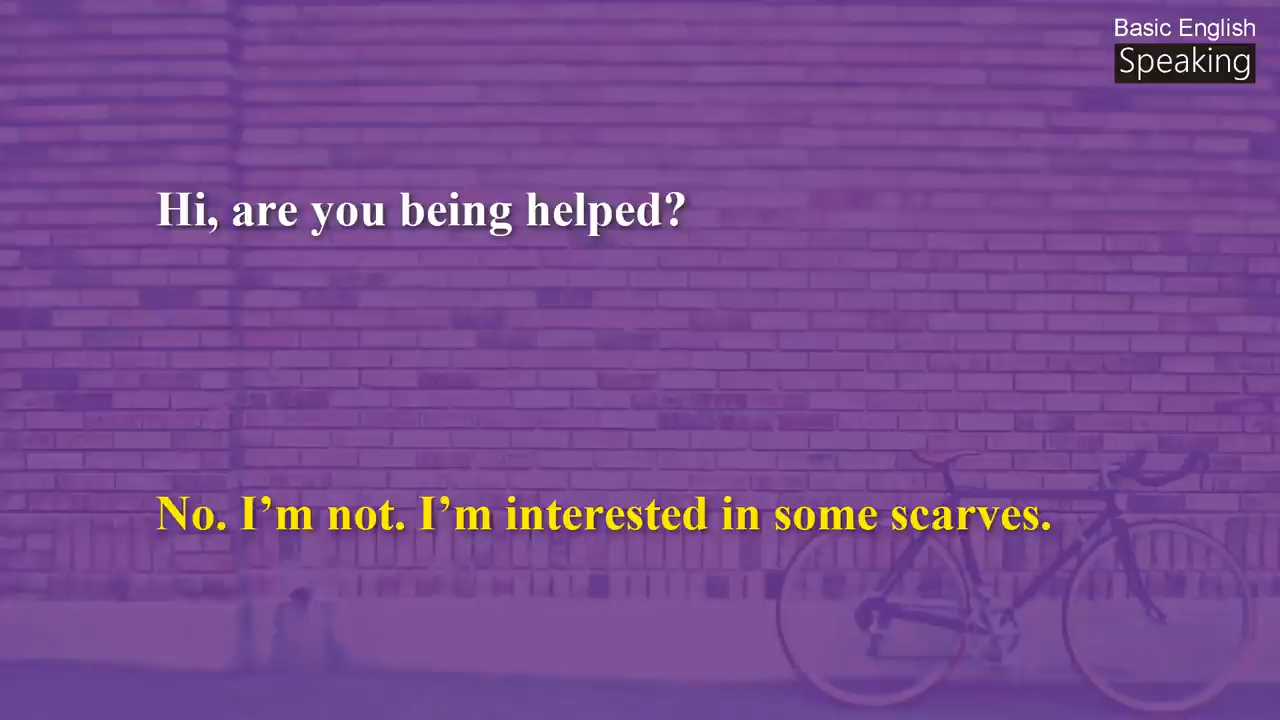 Basic English
Speaking
Hi, are you being helped?
No. I’m not. I’m interested in some scarves.